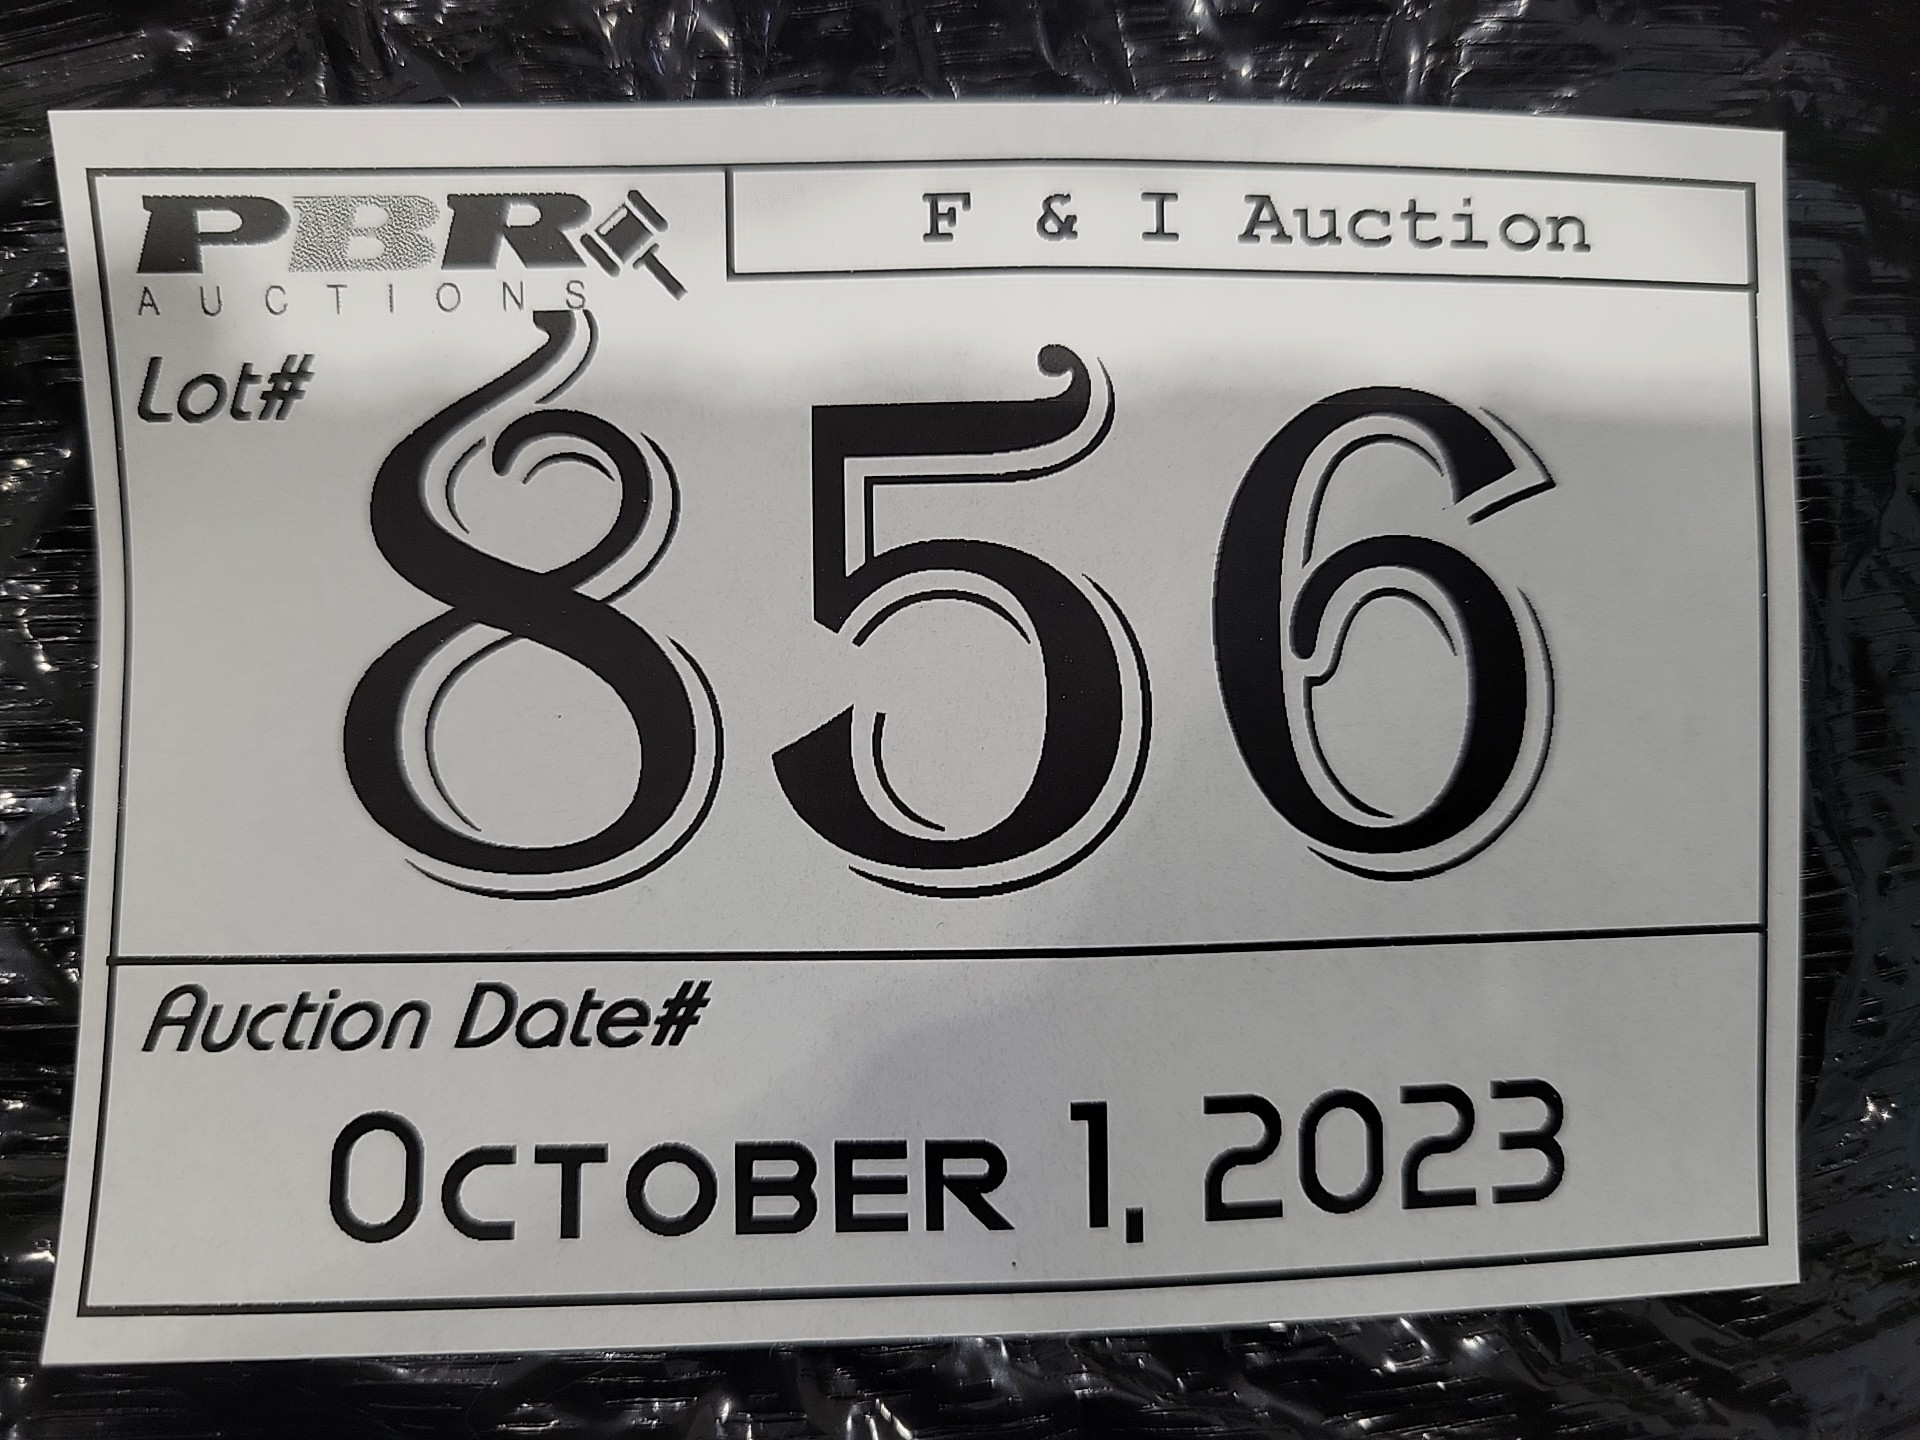 PBR
AUCTIONS
F & I Auction
Lot#
856
Auction Date#
October 1, 2023